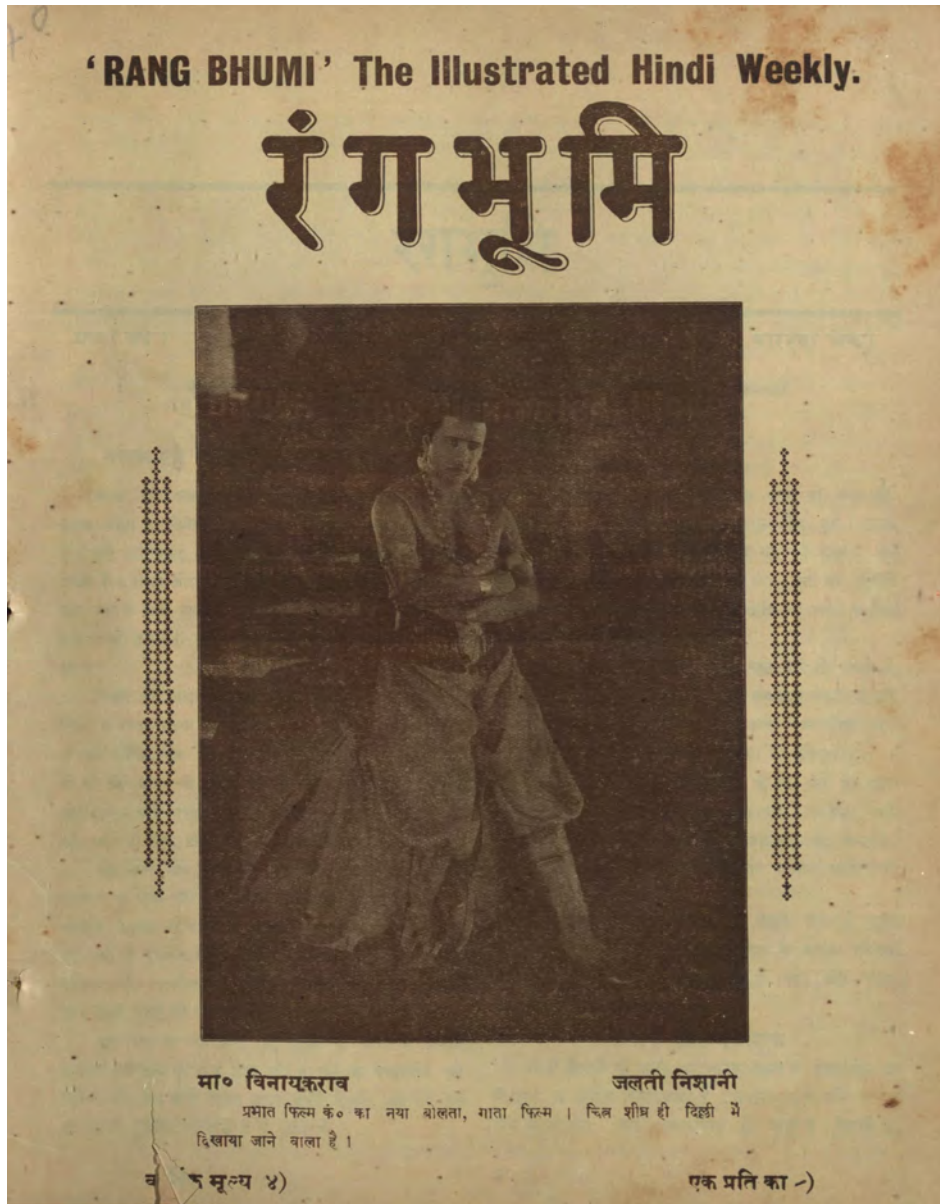 ‘RANG BHUMI’ The Illustrated Hindi Weekly.
रंगभूमि
मा० विनायकराव जलती निशानी
प्रभात फिल्म कं० का नया बोलता, गाता फिल्म । चित्र शीघ्र ही दिल्ली में
दिखाया जाने वाला है ।
मूल्य ४) एक प्रति का -)